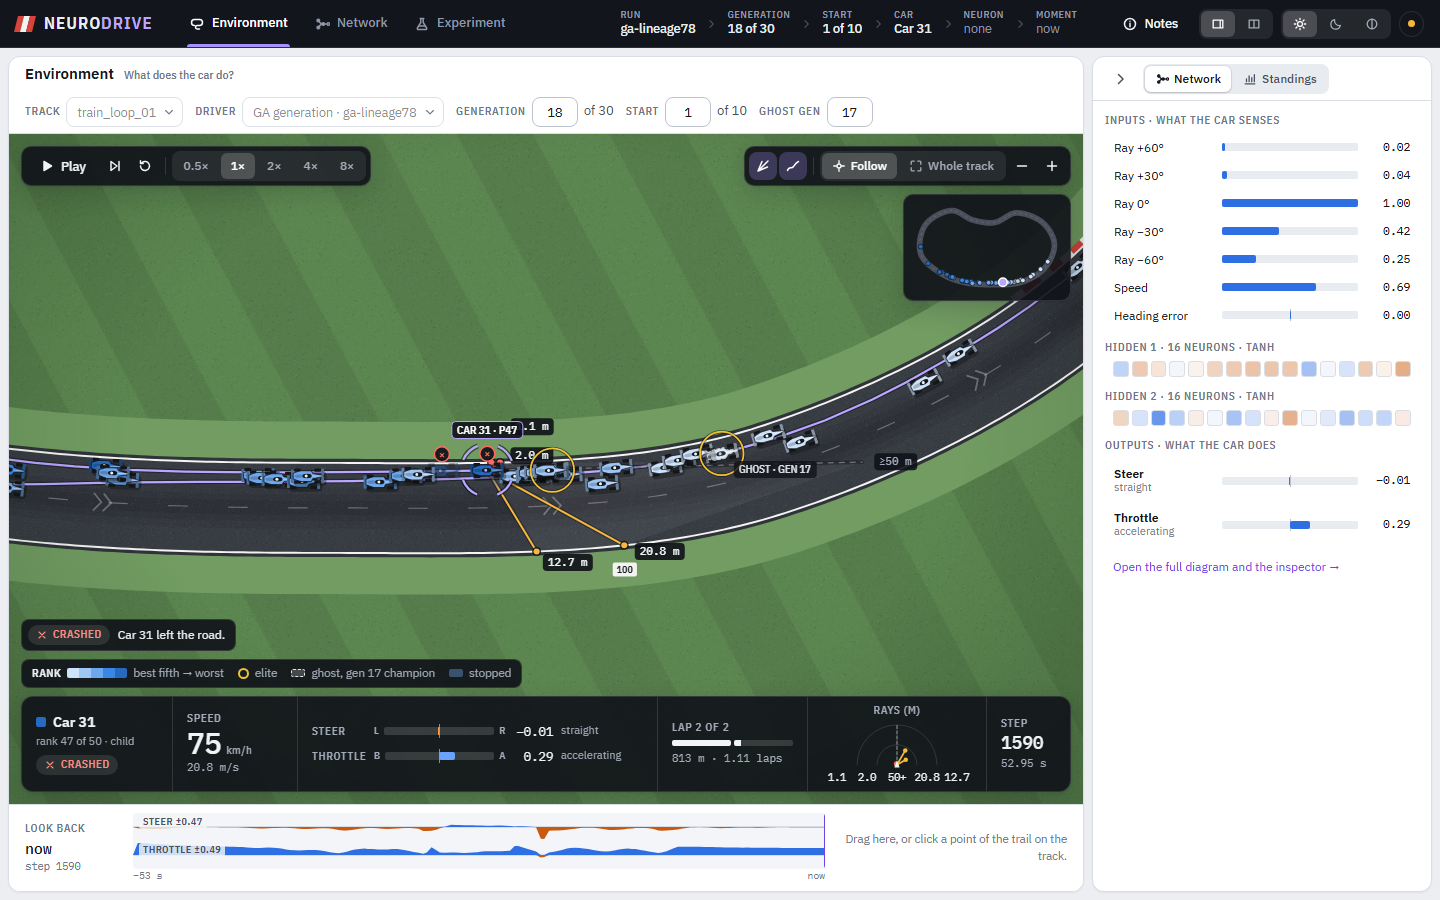 NEURODRIVE
Environment
Network
Experiment
RUN
ga-lineage78
GENERATION
18 of 30
START
1 of 10
CAR
Car 31
NEURON
none
MOMENT
now
Notes
Environment What does the car do?
TRACK train_loop_01 DRIVER GA generation · ga-lineage78 GENERATION 18 of 30 START 1 of 10 GHOST GEN 17
Play 0.5× 1× 2× 4× 8×
Follow Whole track
CAR 31 · P47
.1 m
2.0 m
GHOST · GEN 17
≥50 m
12.7 m
20.8 m
100
CRASHED Car 31 left the road.
RANK best fifth → worst elite ghost, gen 17 champion stopped
Car 31
rank 47 of 50 · child
CRASHED
SPEED
75 km/h
20.8 m/s
STEER L R −0.01 straight
THROTTLE B A 0.29 accelerating
LAP 2 OF 2
813 m · 1.11 laps
RAYS (M)
1.1 2.0 50+ 20.8 12.7
STEP
1590
52.95 s
LOOK BACK
now
step 1590
STEER ±0.47
THROTTLE ±0.49
−53 s
now
Drag here, or click a point of the trail on the
track.
Network Standings
INPUTS · WHAT THE CAR SENSES
Ray +60° 0.02
Ray +30° 0.04
Ray 0° 1.00
Ray −30° 0.42
Ray −60° 0.25
Speed 0.69
Heading error 0.00
HIDDEN 1 · 16 NEURONS · TANH
HIDDEN 2 · 16 NEURONS · TANH
OUTPUTS · WHAT THE CAR DOES
Steer
straight
−0.01
Throttle
accelerating
0.29
Open the full diagram and the inspector →